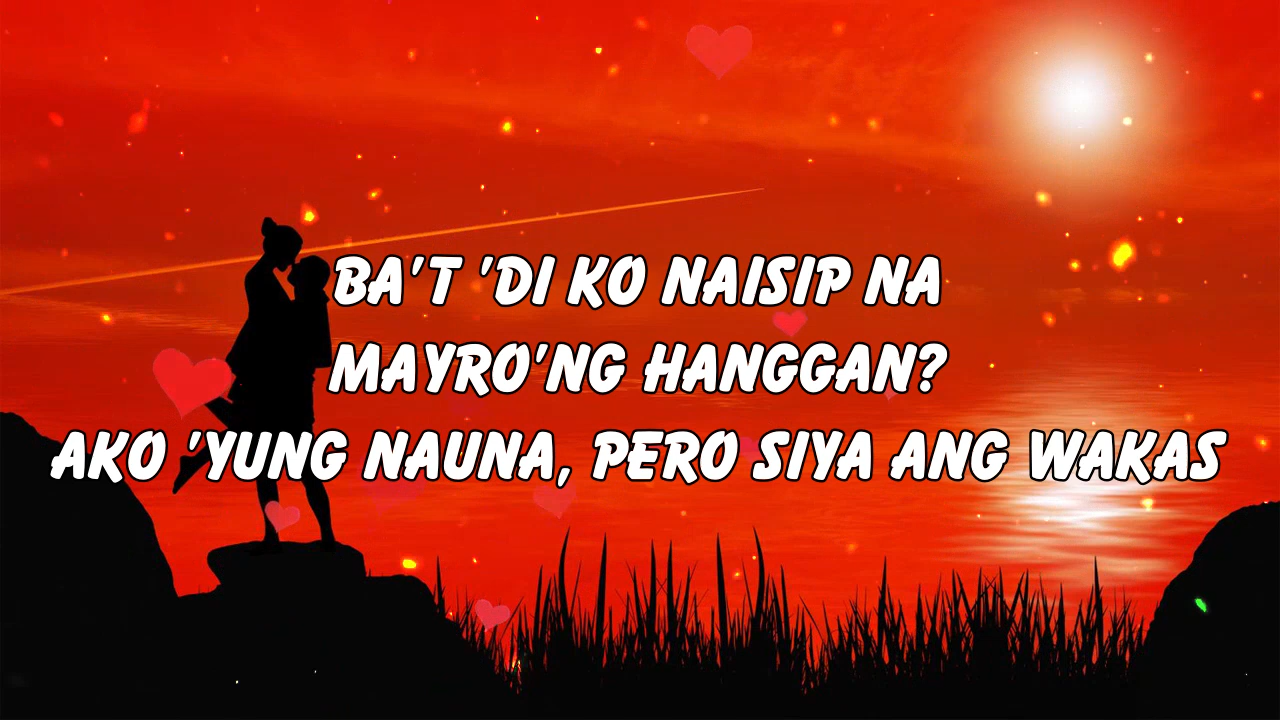 BA'T 'DI KO NAISIP NA
MAYRO'NG HANGGAN?
AKO 'YUNG NAUNA, PERO SIYA ANG WAKAS